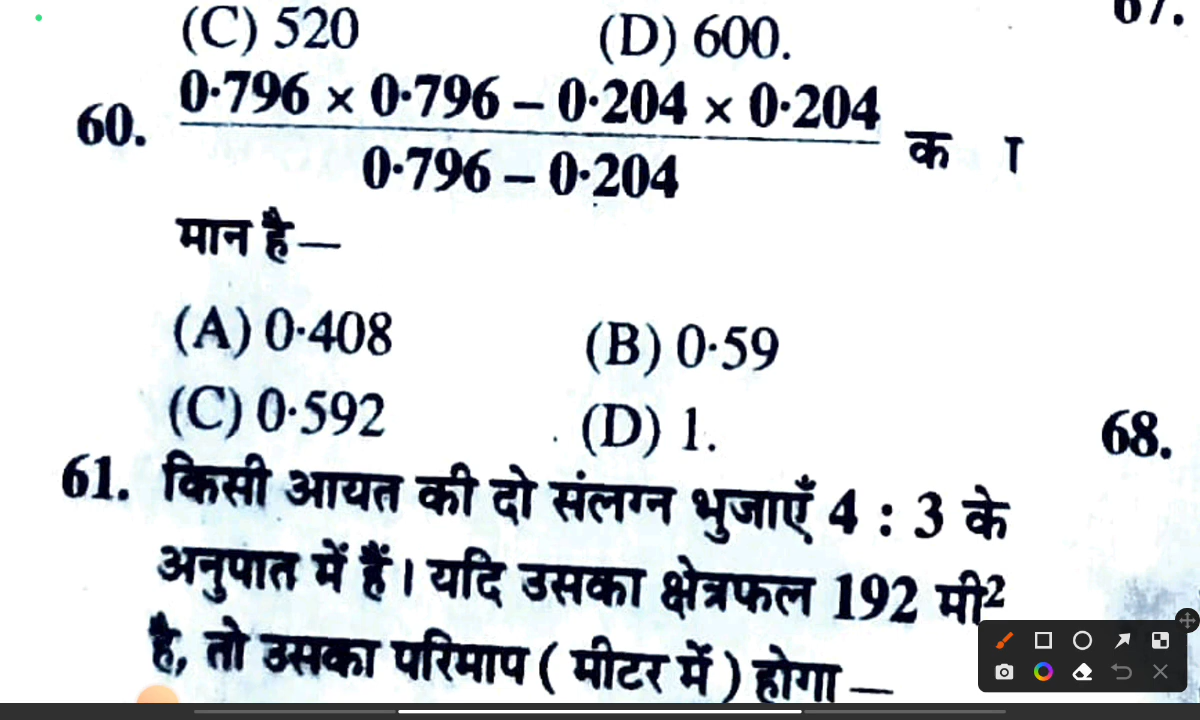 (C) 520 (D) 600.
60. 0·796 × 0·796 – 0·204 × 0·204
0·796 – 0·204
का
मान है—
(A) 0·408 (B) 0·59
(C) 0·592 (D) 1.
61. किसी आयत की दो संलग्न भुजाएँ 4 : 3 के
अनुपात में हैं। यदि उसका क्षेत्रफल 192 मी²
है, तो उसका परिमाप ( मीटर में ) होगा —
67.
68.